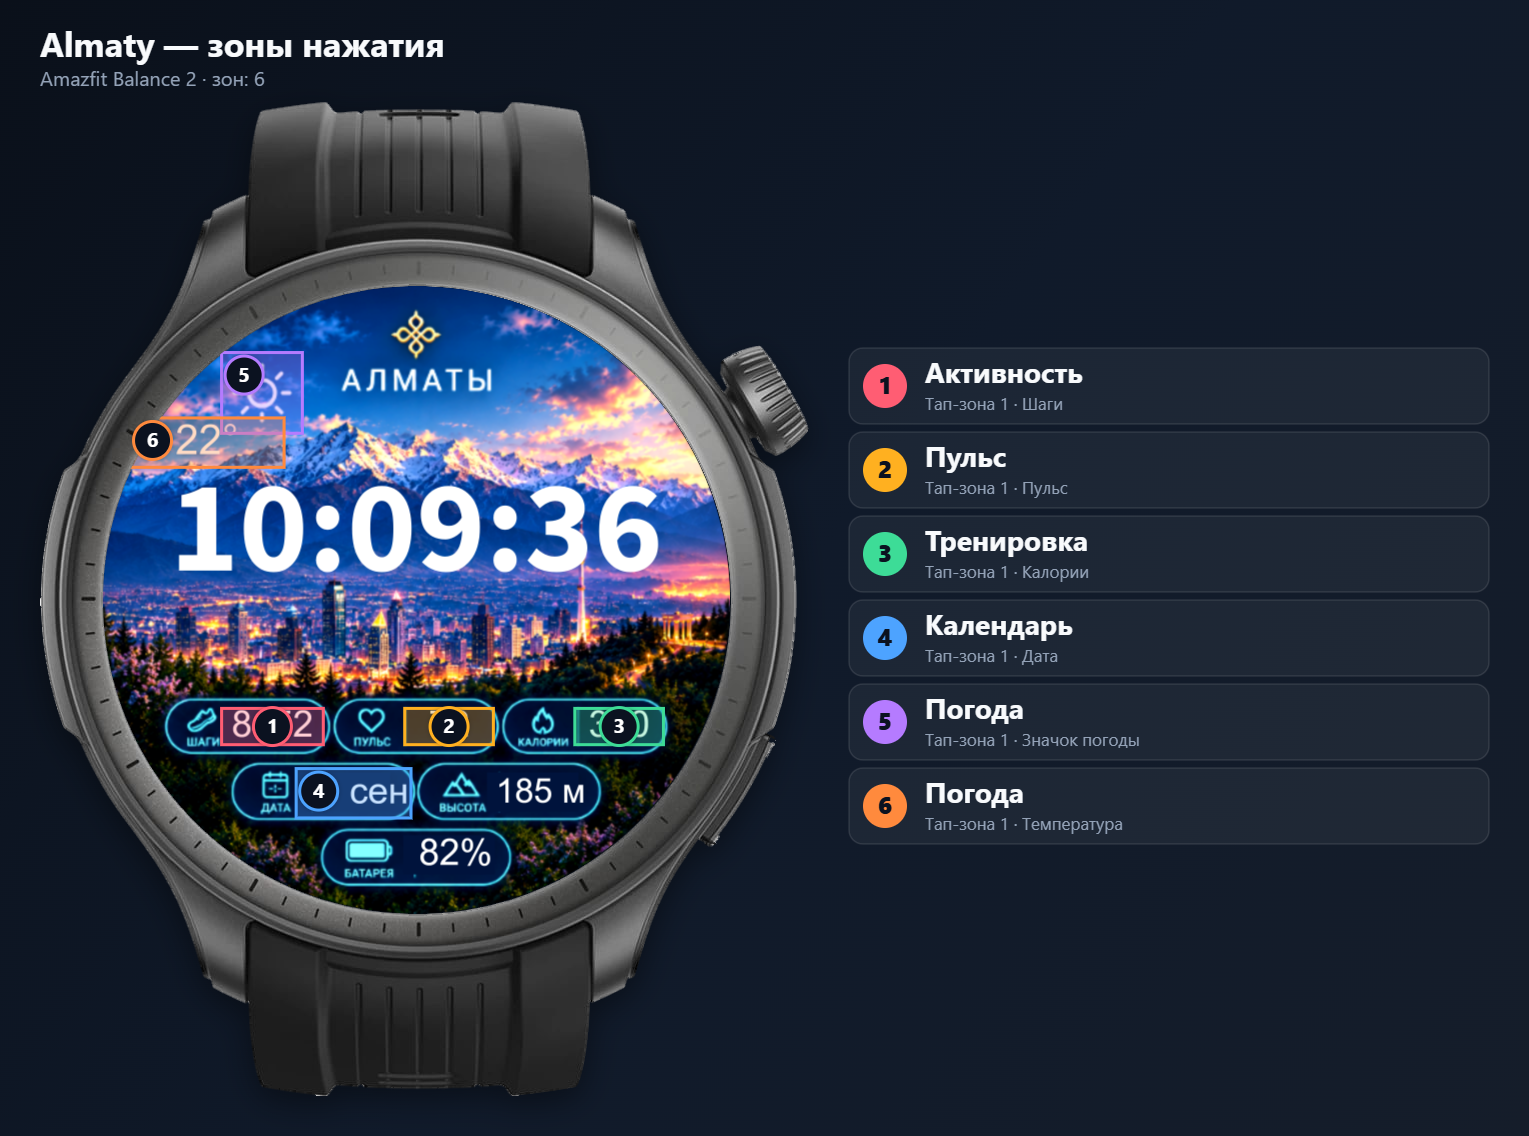 Almaty — зоны нажатия
Amazfit Balance 2 · зон: 6
АЛМАТЫ
5
6
22°
10:09:36
ШАГИ
1
2
ПУЛЬС
2
КАЛОРИИ
3
ДАТА
4
сен
ВЫСОТА
185 м
БАТАРЕЯ
82%
1
Активность
Тап-зона 1 · Шаги
2
Пульс
Тап-зона 1 · Пульс
3
Тренировка
Тап-зона 1 · Калории
4
Календарь
Тап-зона 1 · Дата
5
Погода
Тап-зона 1 · Значок погоды
6
Погода
Тап-зона 1 · Температура